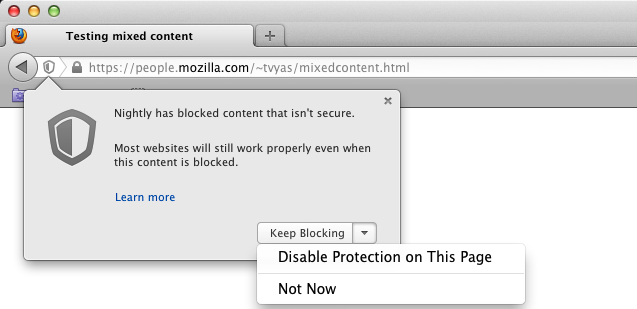 Testing mixed content
https://people.mozilla.com/~tvyas/mixedcontent.html
Nightly has blocked content that isn't secure.
Most websites will still work properly even when
this content is blocked.
Learn more
Keep Blocking
Disable Protection on This Page
Not Now